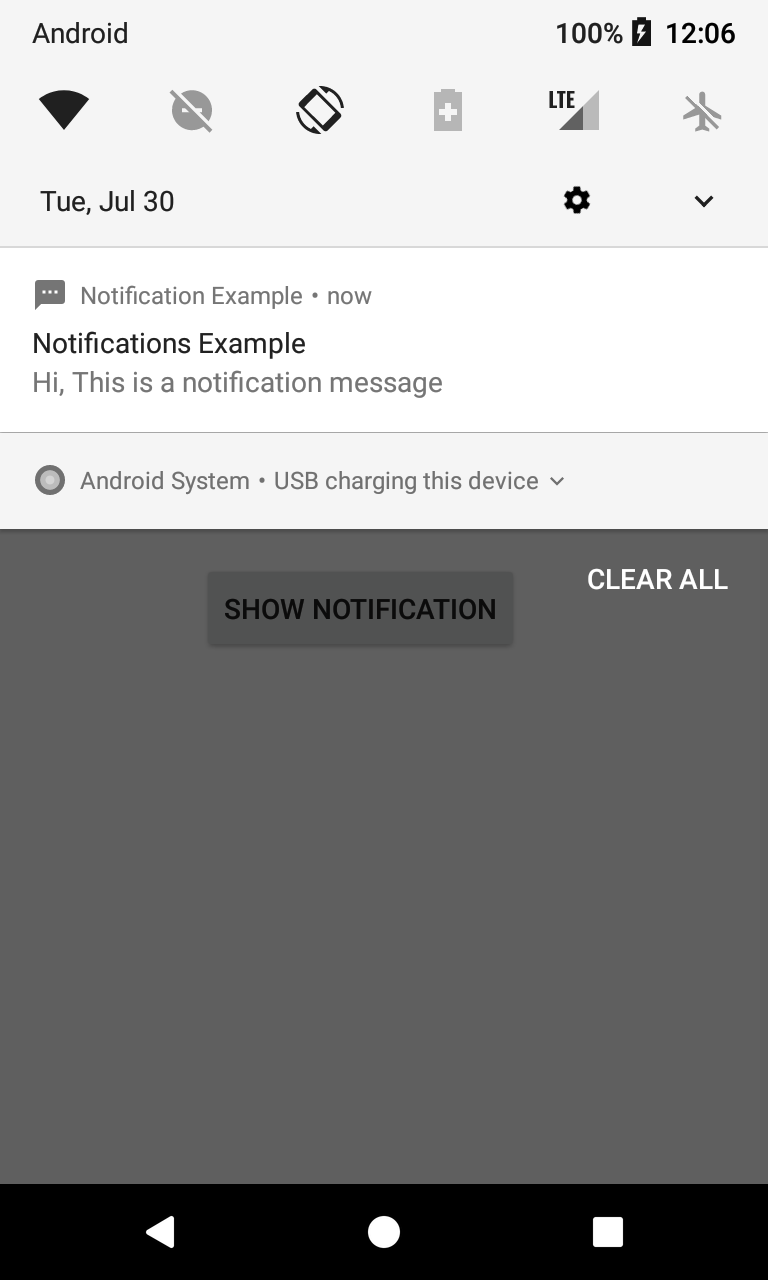 Android 100% 12:06
LTE
Tue, Jul 30
Notification Example • now
Notifications Example
Hi, This is a notification message
Android System • USB charging this device
CLEAR ALL
SHOW NOTIFICATION